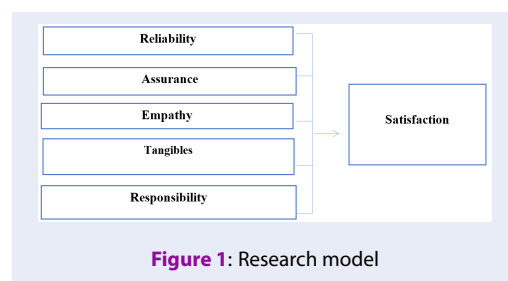 Reliability
Assurance
Empathy
Tangibles
Responsibility
Satisfaction
Figure 1: Research model